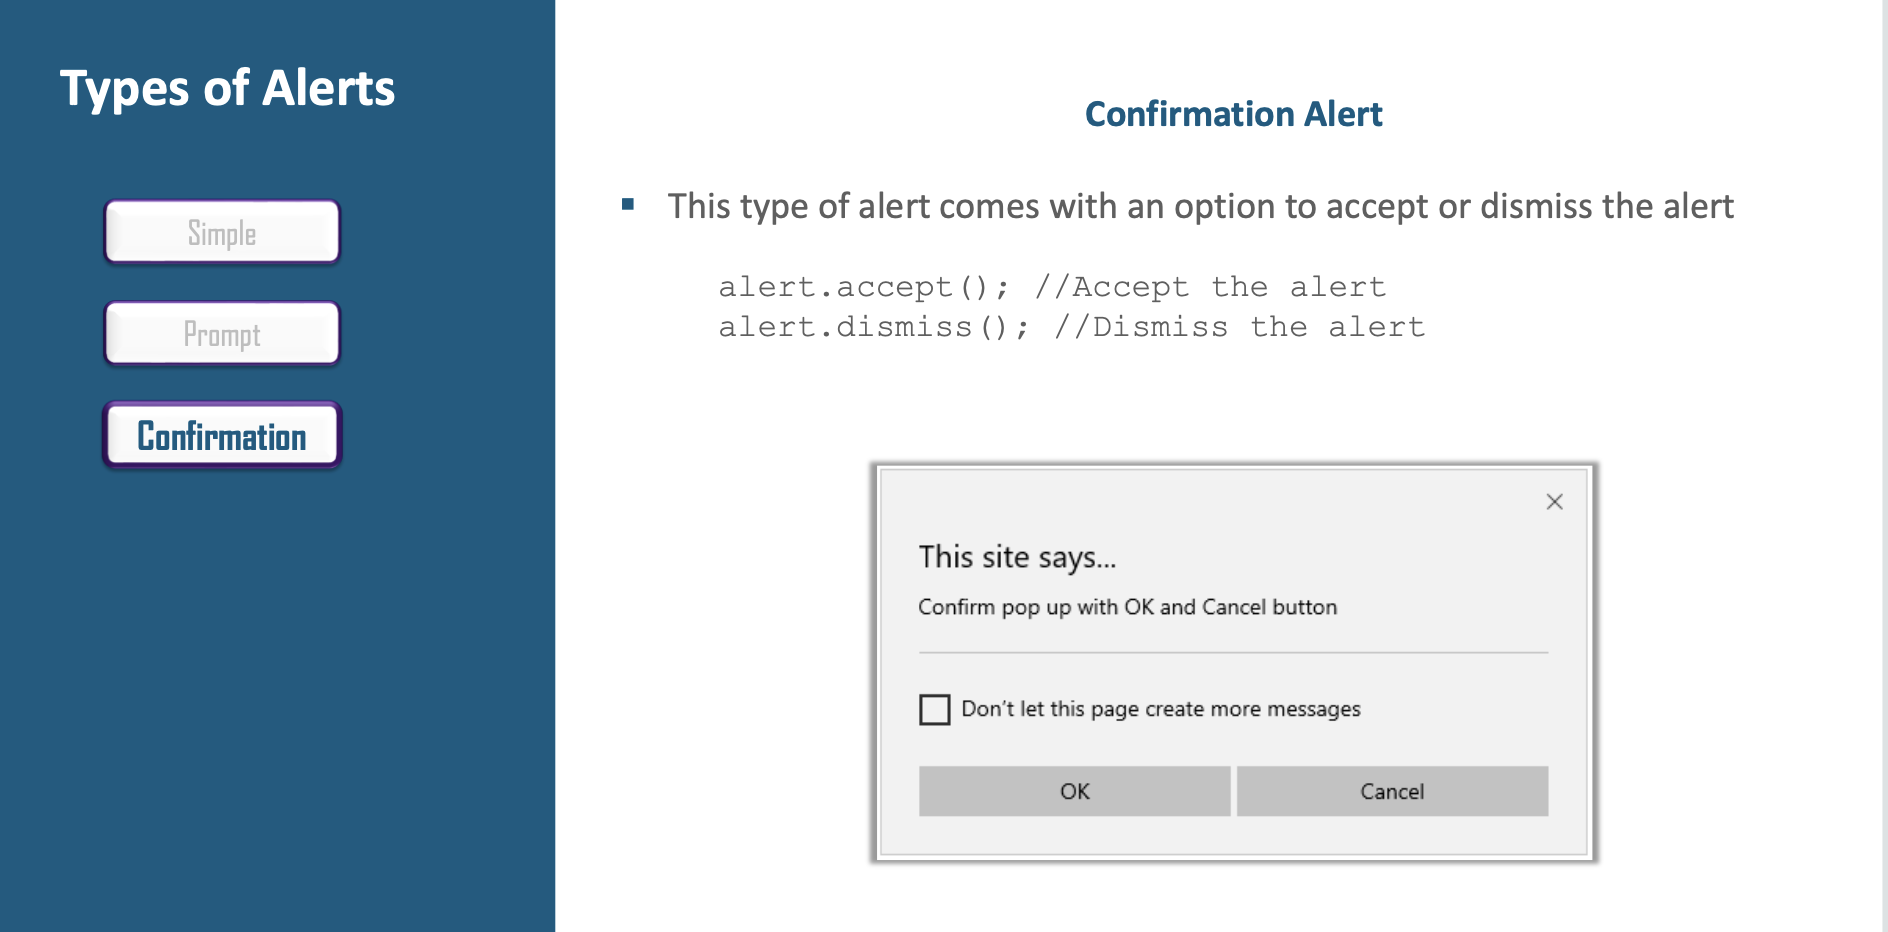 Types of Alerts
Simple
Prompt
Confirmation
Confirmation Alert
▪ This type of alert comes with an option to accept or dismiss the alert
alert.accept(); //Accept the alert
alert.dismiss(); //Dismiss the alert
This site says...
Confirm pop up with OK and Cancel button
Don't let this page create more messages
OK
Cancel